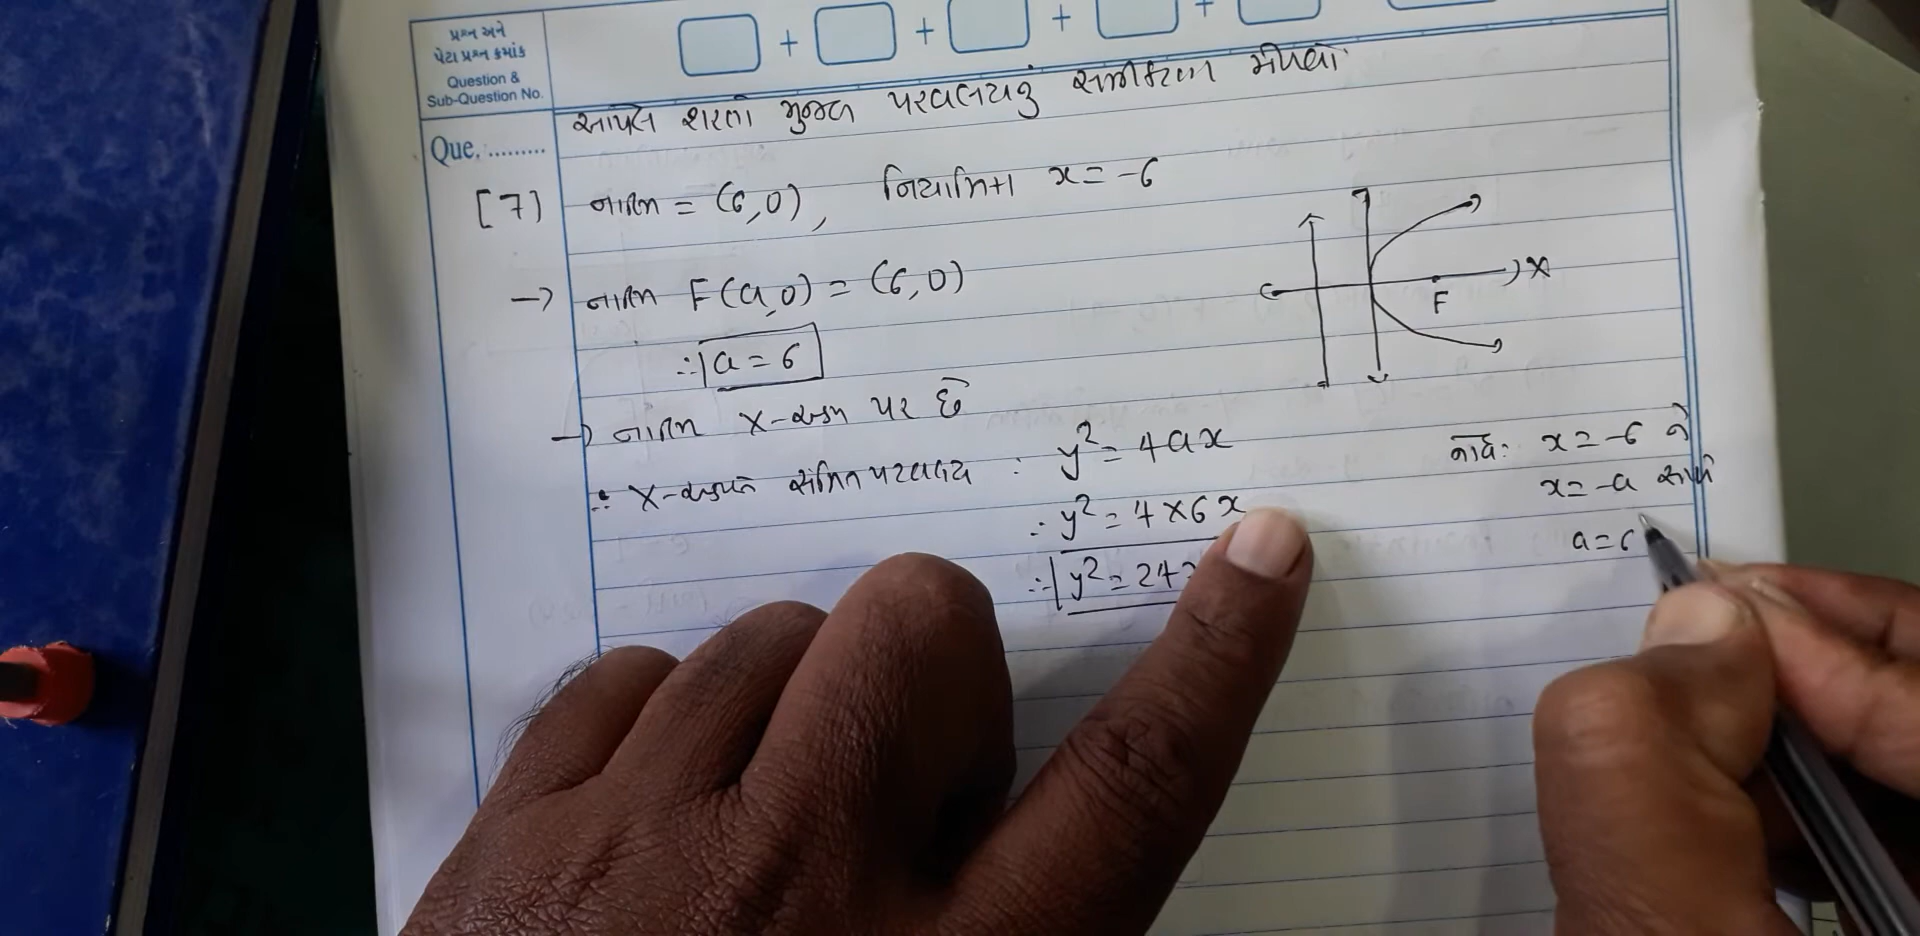 પ્રશ્ન અને
પેટા પ્રશ્ન ક્રમાંક
Question &
Sub-Question No.
+ + + +
આપેલ શરતો મુજબ પરવલયનું સમીકરણ મેળવો
Que. .........
[7] નાભિ = (6,0), નિયામિકા x = -6
→ નાભિ F(a,0) = (6,0)
∴ a = 6
X
F
→ નાભિ X-અક્ષ પર છે
∴ X-અક્ષને સંમિત પરવલય : y² = 4ax
∴ y² = 4×6x
∴ y² = 24
નોંધ: x = -6 ને
x = -a સાથે
a = 6